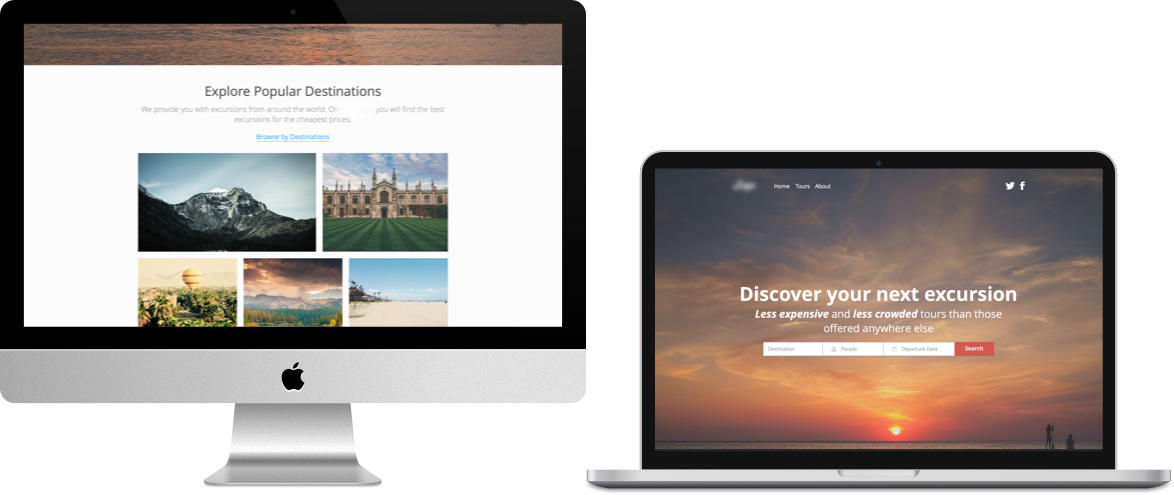 Explore Popular Destinations
We provide you with excursions from around the world. On you will find the best
excursions for the cheapest prices.
Browse by Destinations
Home Tours About
Discover your next excursion
Less expensive and less crowded tours than those
offered anywhere else
Destination People Departure Date Search